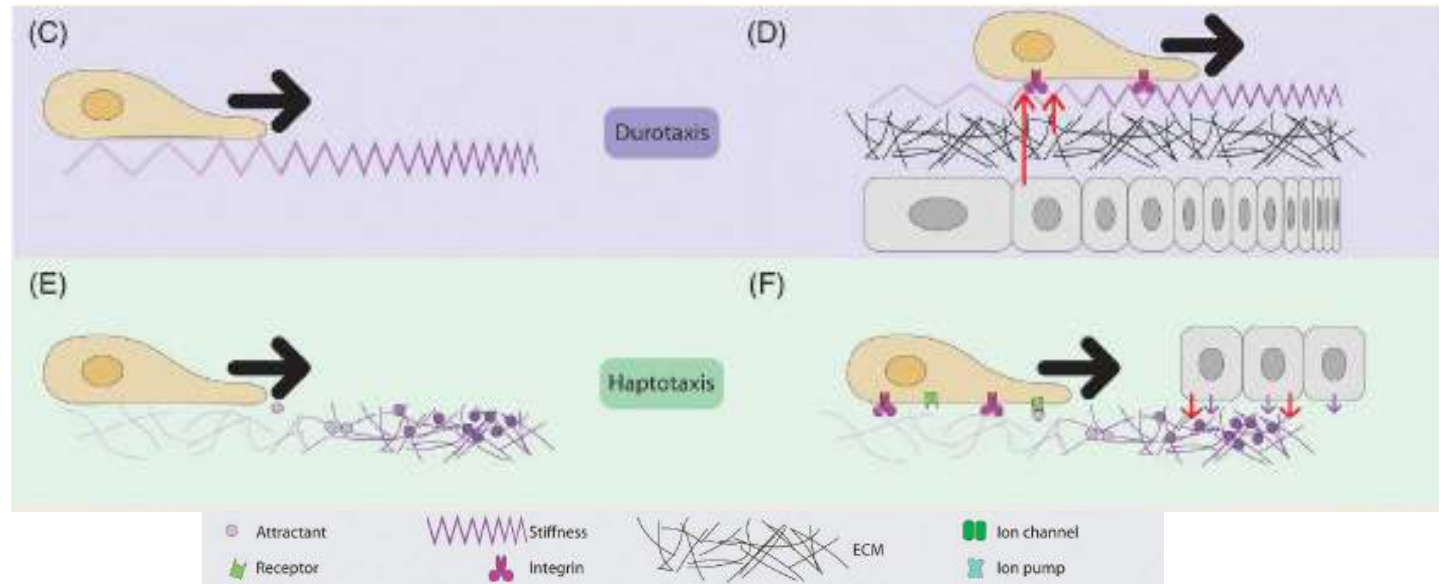 (C)
(D)
Durotaxis
(E)
(F)
Haptotaxis
Attractant
Stiffness
ECM
Ion channel
Receptor
Integrin
Ion pump